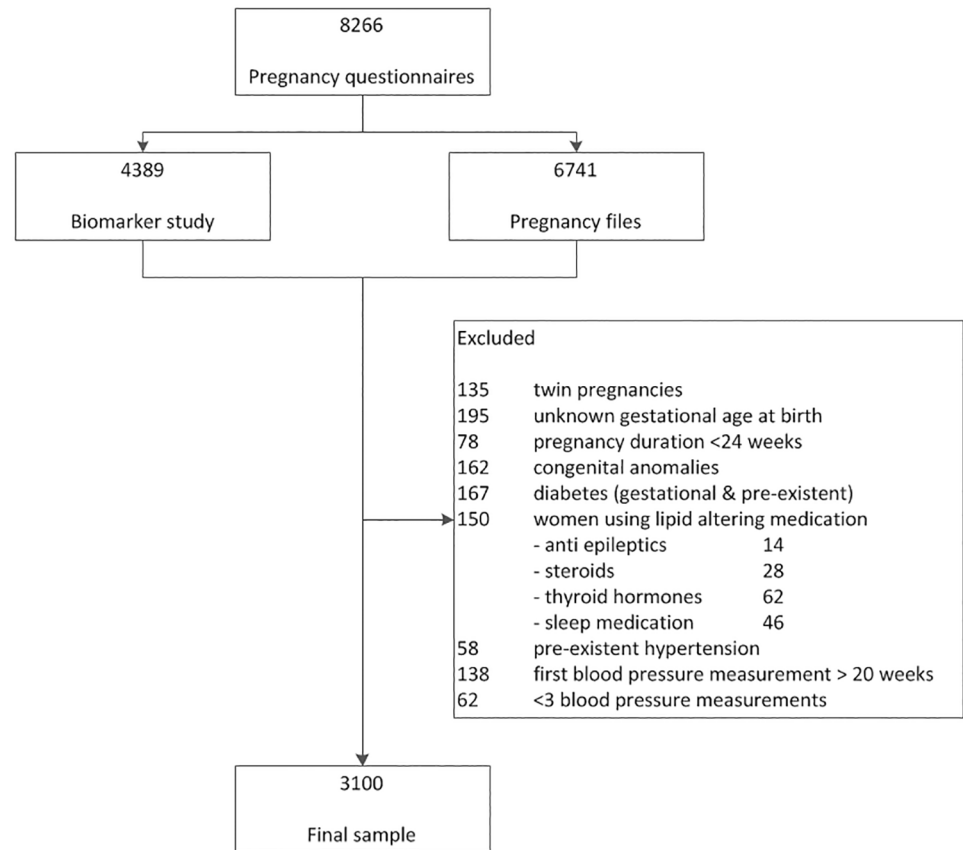 8266
Pregnancy questionnaires
4389
Biomarker study
6741
Pregnancy files
Excluded
135 twin pregnancies
195 unknown gestational age at birth
78 pregnancy duration <24 weeks
162 congenital anomalies
167 diabetes (gestational & pre-existent)
150 women using lipid altering medication
- anti epileptics 14
- steroids 28
- thyroid hormones 62
- sleep medication 46
58 pre-existent hypertension
138 first blood pressure measurement > 20 weeks
62 <3 blood pressure measurements
3100
Final sample